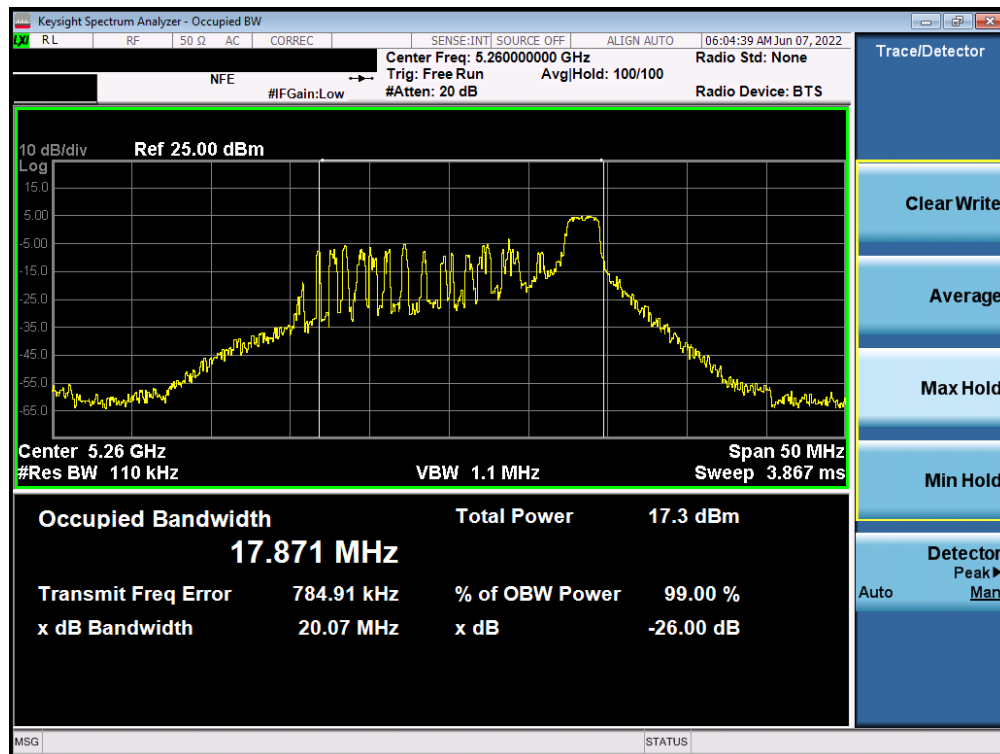 Keysight Spectrum Analyzer - Occupied BW
LXI RL RF 50 Ω AC CORREC SENSE:INT SOURCE OFF ALIGN AUTO 06:04:39 AM Jun 07, 2022
Center Freq: 5.260000000 GHz Radio Std: None
NFE Trig: Free Run Avg|Hold: 100/100
#IFGain:Low #Atten: 20 dB Radio Device: BTS
Trace/Detector
10 dB/div Ref 25.00 dBm
Log
15.0
5.00
-5.00
-15.0
-25.0
-35.0
-45.0
-55.0
-65.0
Center 5.26 GHz Span 50 MHz
#Res BW 110 kHz VBW 1.1 MHz Sweep 3.867 ms
Occupied Bandwidth Total Power 17.3 dBm
17.871 MHz
Transmit Freq Error 784.91 kHz % of OBW Power 99.00 %
x dB Bandwidth 20.07 MHz x dB -26.00 dB
Clear Write
Average
Max Hold
Min Hold
Detector
Peak
Auto Man
MSG STATUS